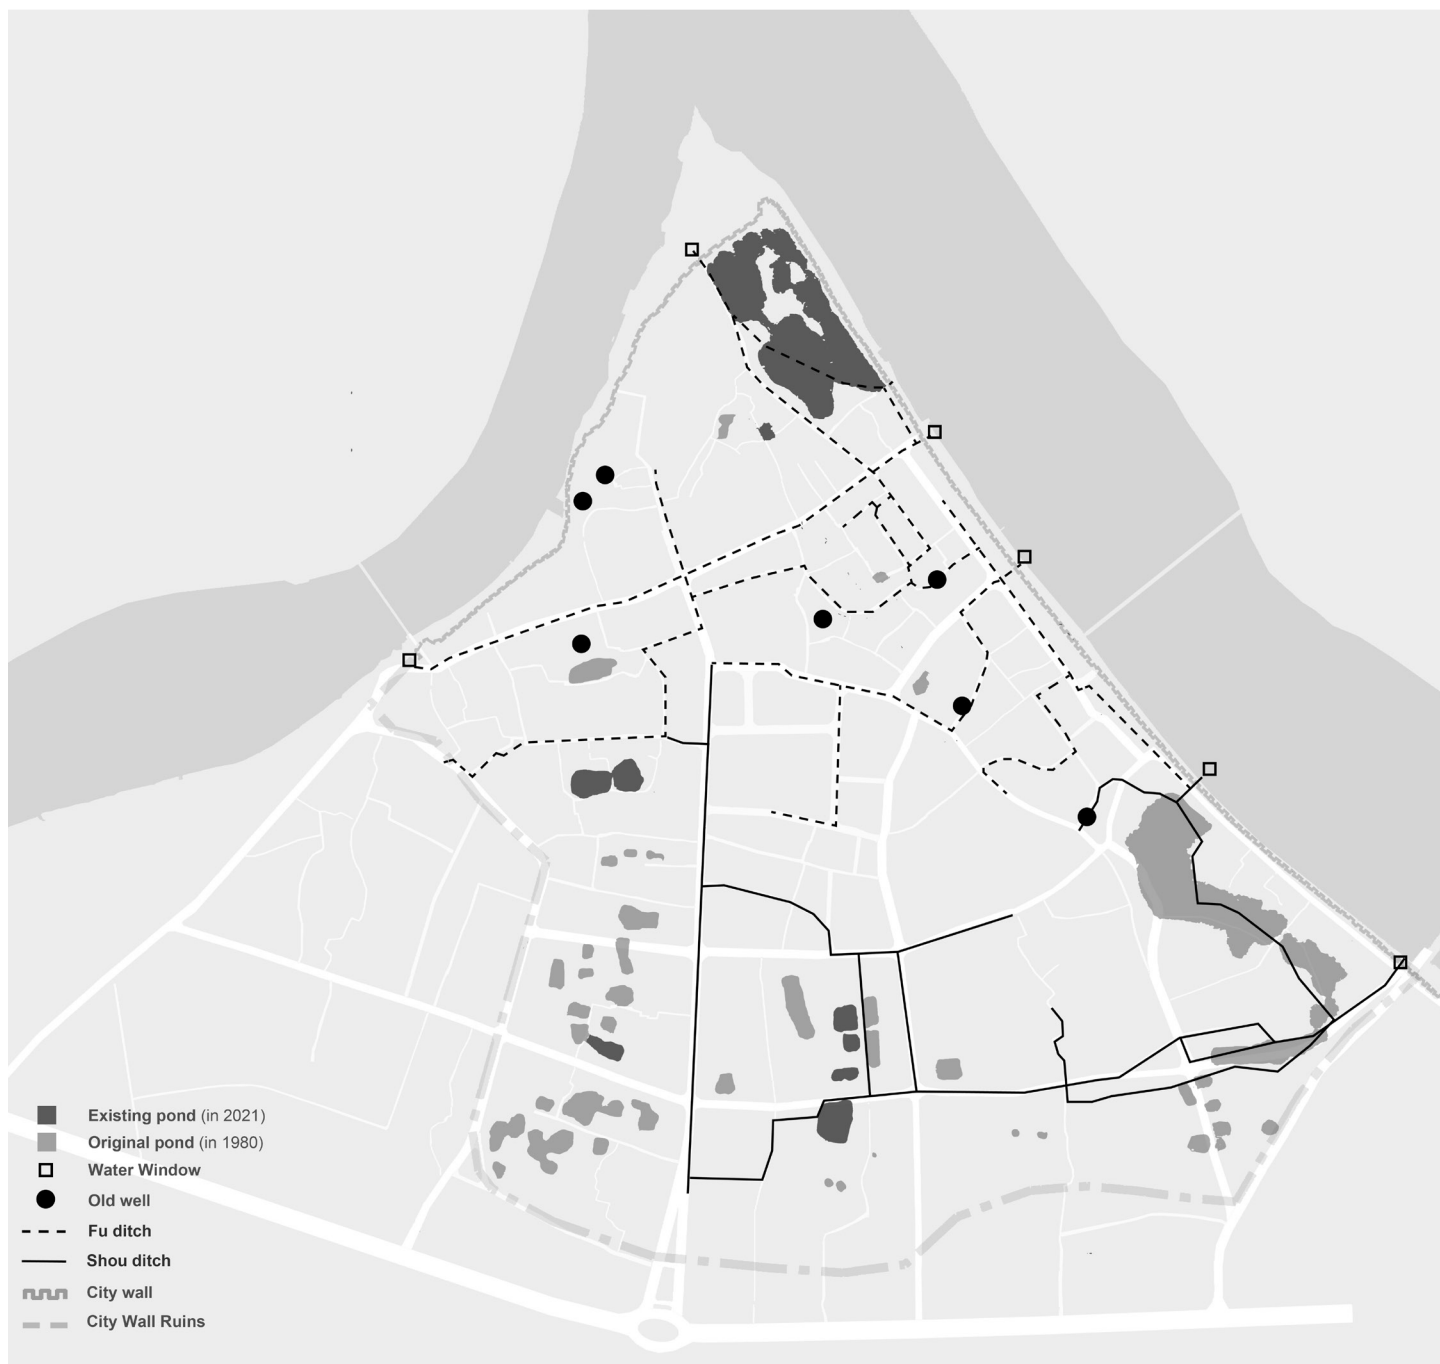 Existing pond (in 2021)
Original pond (in 1980)
Water Window
Old well
Fu ditch
Shou ditch
City wall
City Wall Ruins